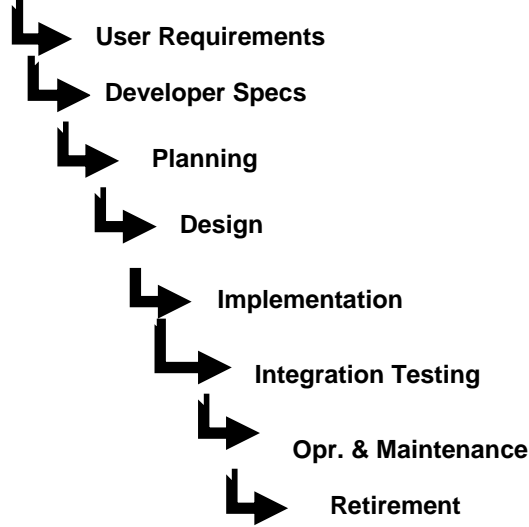 User Requirements
Developer Specs
Planning
Design
Implementation
Integration Testing
Opr. & Maintenance
Retirement